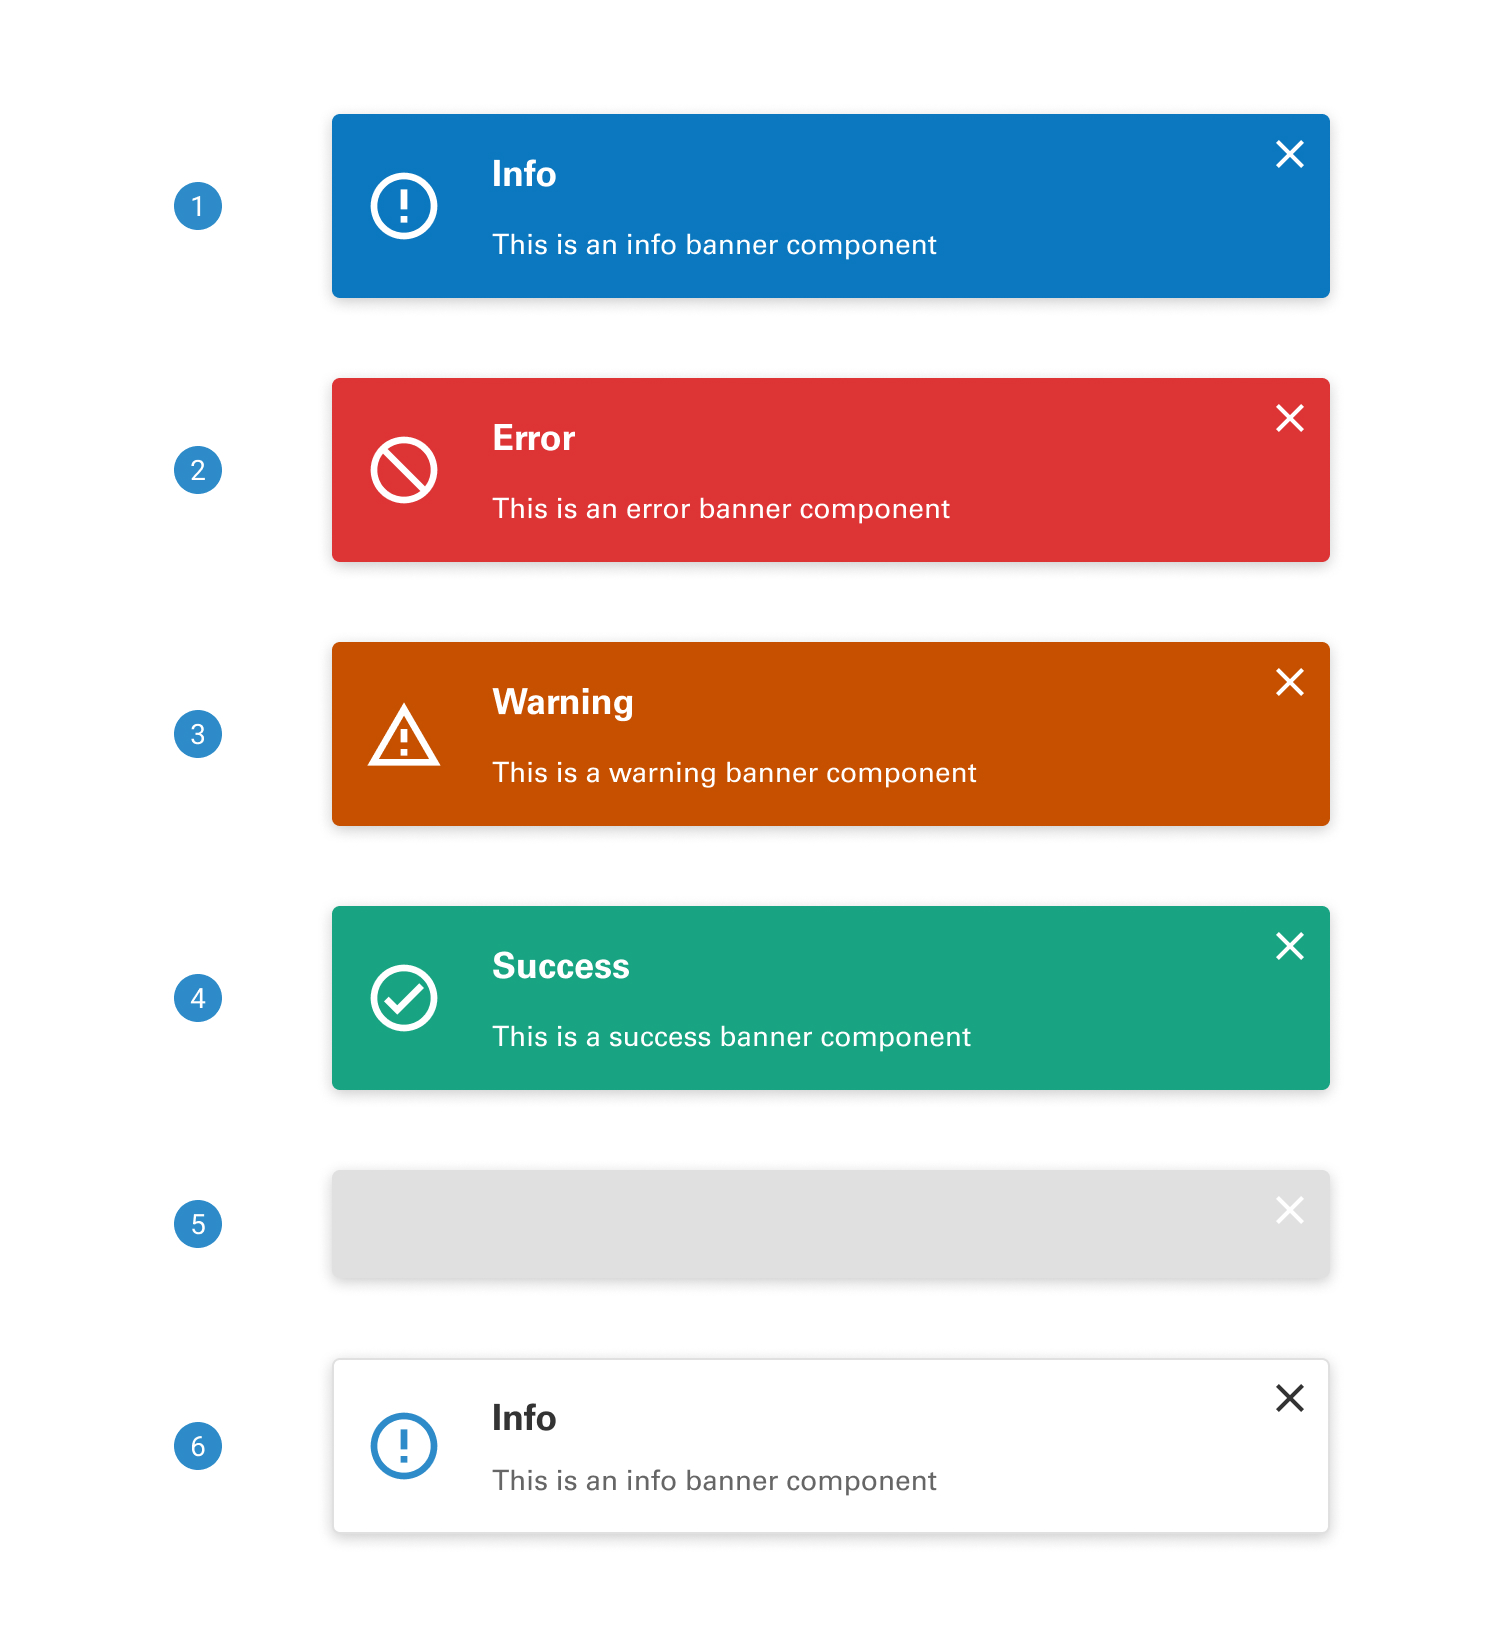 1
Info
This is an info banner component
2
Error
This is an error banner component
3
Warning
This is a warning banner component
4
Success
This is a success banner component
5
6
Info
This is an info banner component